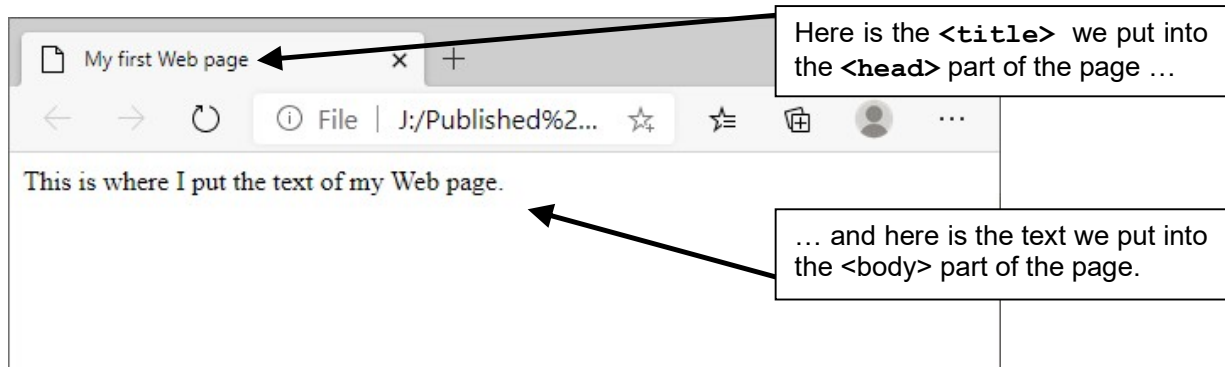 My first Web page
File | J:/Published%2...
This is where I put the text of my Web page.
Here is the <title> we put into
the <head> part of the page …
… and here is the text we put into
the <body> part of the page.